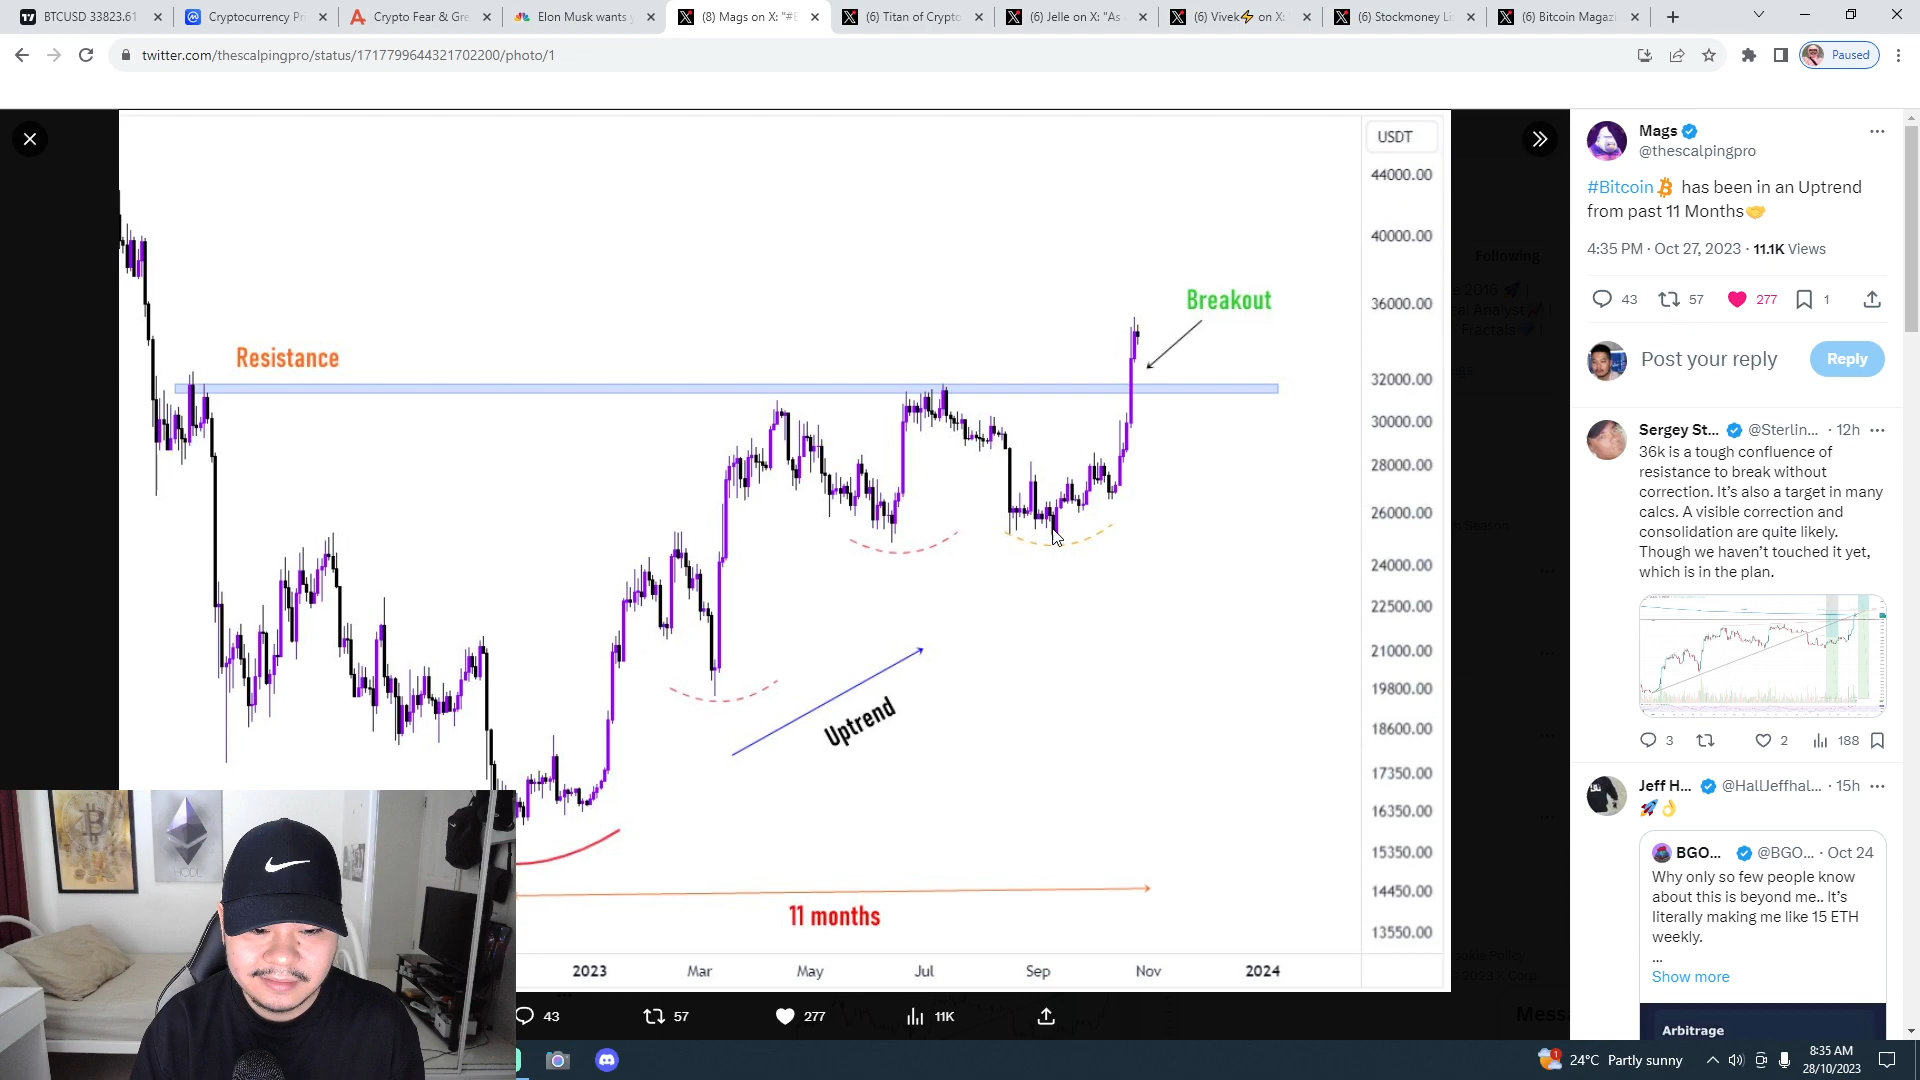 BTCUSD 33823.61
Cryptocurrency Pr
Crypto Fear & Gre
Elon Musk wants y
(8) Mags on X: "#B
(6) Titan of Crypto
(6) Jelle on X: "As
(6) Vivek⚡ on X:
(6) Stockmoney Li
(6) Bitcoin Magazi
twitter.com/thescalpingpro/status/1717799644321702200/photo/1
Paused
USDT
44000.00
40000.00
36000.00
32000.00
30000.00
28000.00
26000.00
24000.00
22500.00
21000.00
19800.00
18600.00
17350.00
16350.00
15350.00
14450.00
13550.00
Breakout
Resistance
Uptrend
11 months
2023
Mar
May
Jul
Sep
Nov
2024
43
57
277
11K
Following
Mags
@thescalpingpro
#Bitcoin has been in an Uptrend
from past 11 Months🤝
4:35 PM · Oct 27, 2023 · 11.1K Views
43
57
277
1
Post your reply
Reply
Sergey St... @Sterlin... · 12h
36k is a tough confluence of
resistance to break without
correction. It's also a target in many
calcs. A visible correction and
consolidation are quite likely.
Though we haven't touched it yet,
which is in the plan.
3
2
188
Jeff H... @HallJeffhal... · 15h
🚀👌
BGO... @BGO... · Oct 24
Why only so few people know
about this is beyond me.. It's
literally making me like 15 ETH
weekly.
...
Show more
Arbitrage
24°C Partly sunny
8:35 AM
28/10/2023